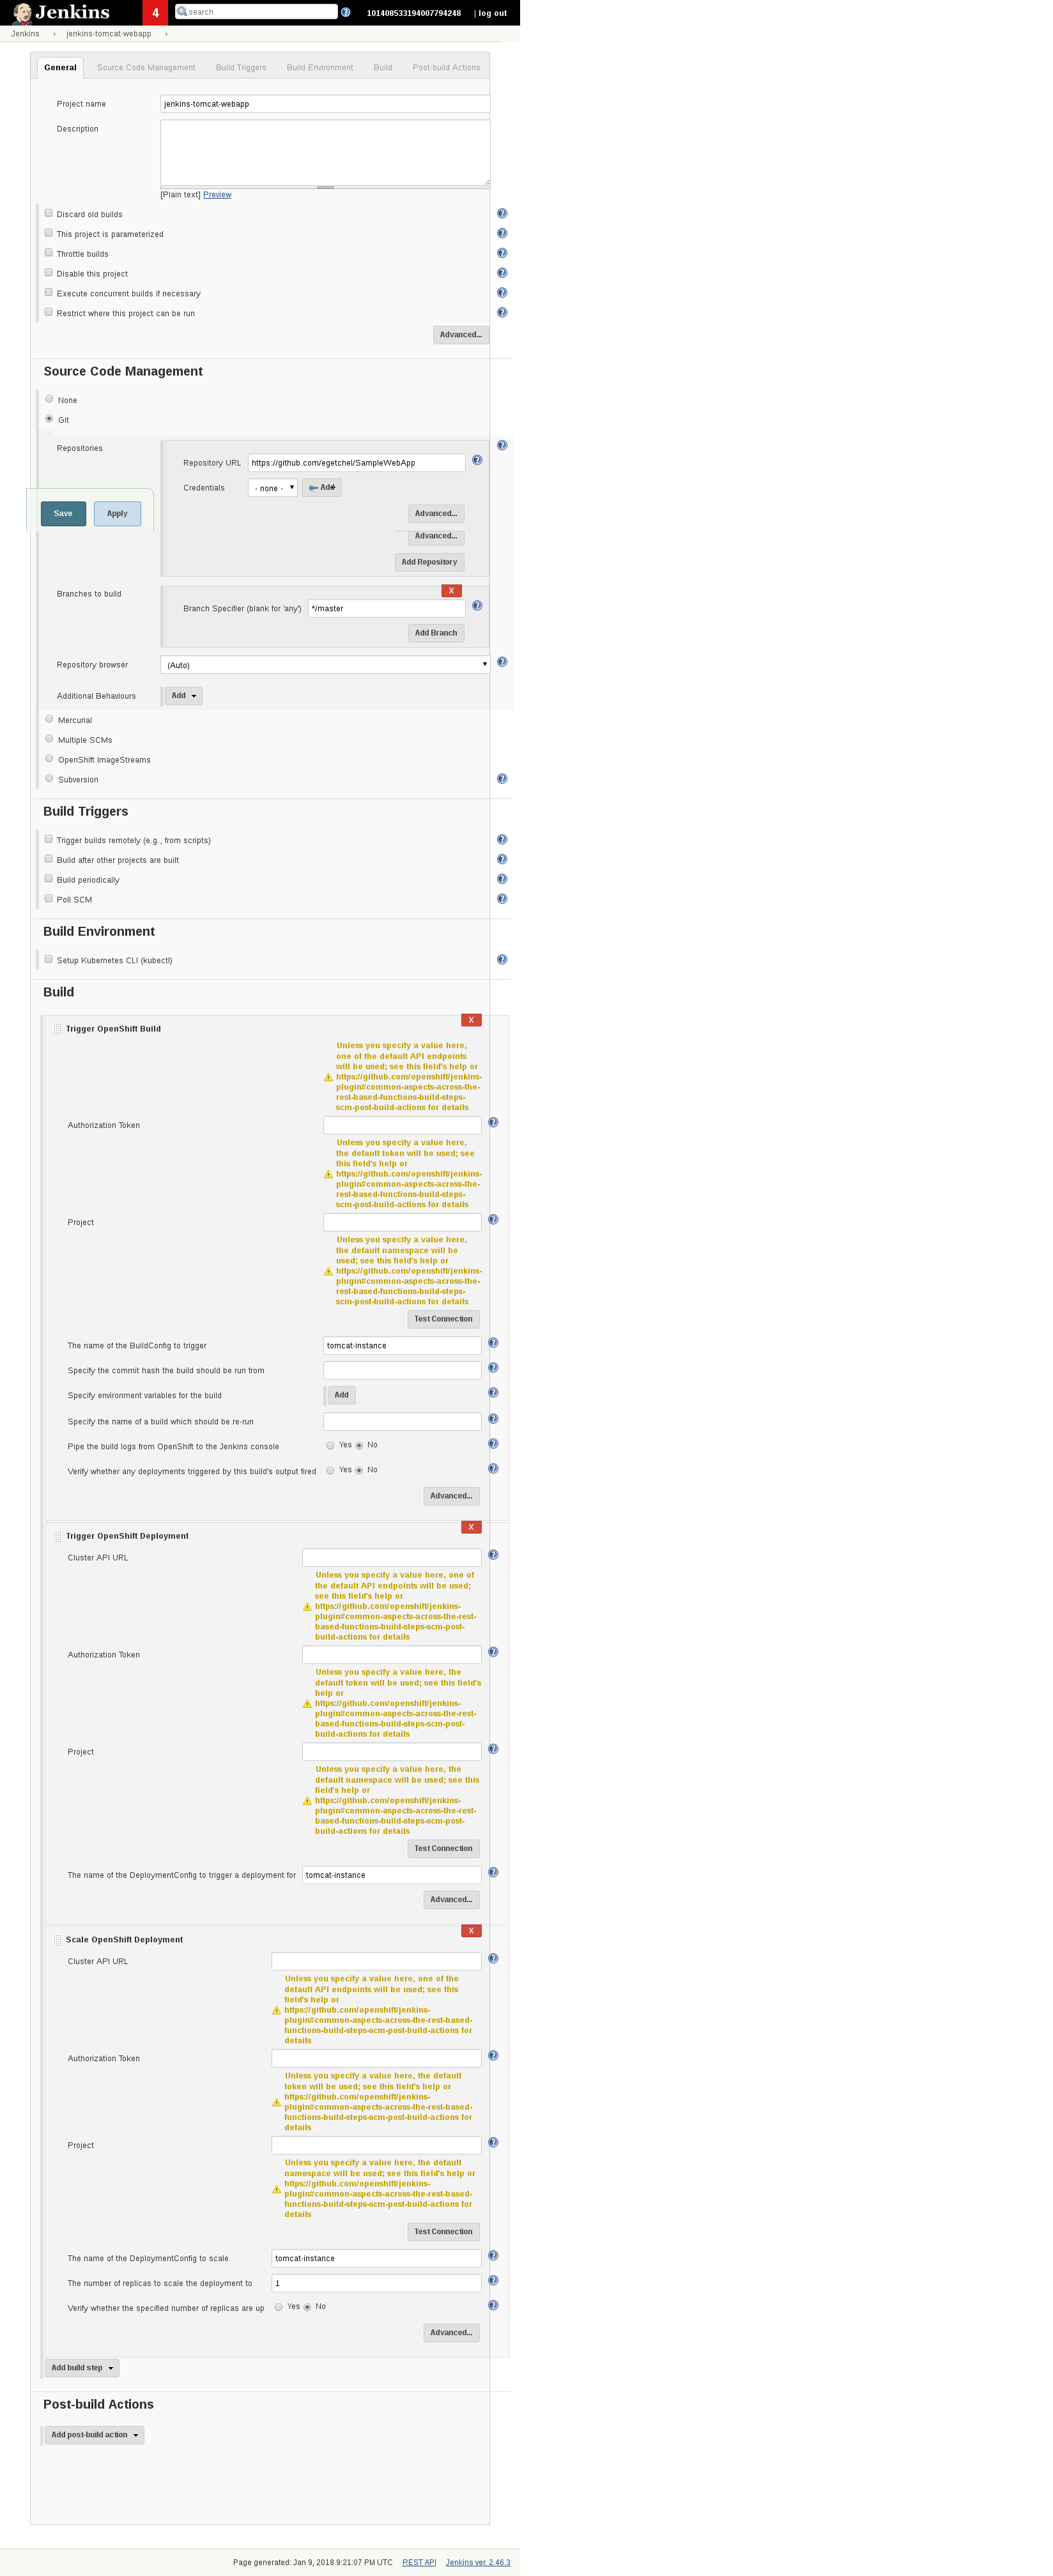 Jenkins
4
search
101408533194007794248
| log out
Jenkins
jenkins-tomcat-webapp
General
Source Code Management
Build Triggers
Build Environment
Build
Post-build Actions
Project name
jenkins-tomcat-webapp
Description
[Plain text] Preview
Discard old builds
This project is parameterized
Throttle builds
Disable this project
Execute concurrent builds if necessary
Restrict where this project can be run
Advanced...
Source Code Management
None
Git
Repositories
Repository URL
https://github.com/egetchel/SampleWebApp
Credentials
- none -
Add
Save
Apply
Advanced...
Advanced...
Add Repository
Branches to build
X
Branch Specifier (blank for 'any')
*/master
Add Branch
Repository browser
(Auto)
Additional Behaviours
Add
Mercurial
Multiple SCMs
OpenShift ImageStreams
Subversion
Build Triggers
Trigger builds remotely (e.g., from scripts)
Build after other projects are built
Build periodically
Poll SCM
Build Environment
Setup Kubernetes CLI (kubectl)
Build
X
Trigger OpenShift Build
Unless you specify a value here,
one of the default API endpoints
will be used; see this field's help or
https://github.com/openshift/jenkins-
plugin#common-aspects-across-the-
rest-based-functions-build-steps-
scm-post-build-actions for details
Authorization Token
Unless you specify a value here,
the default token will be used; see
this field's help or
https://github.com/openshift/jenkins-
plugin#common-aspects-across-the-
rest-based-functions-build-steps-
scm-post-build-actions for details
Project
Unless you specify a value here,
the default namespace will be
used; see this field's help or
https://github.com/openshift/jenkins-
plugin#common-aspects-across-the-
rest-based-functions-build-steps-
scm-post-build-actions for details
Test Connection
The name of the BuildConfig to trigger
tomcat-instance
Specify the commit hash the build should be run from
Specify environment variables for the build
Add
Specify the name of a build which should be re-run
Pipe the build logs from OpenShift to the Jenkins console
Yes
No
Verify whether any deployments triggered by this build's output fired
Yes
No
Advanced...
X
Trigger OpenShift Deployment
Cluster API URL
Unless you specify a value here, one of
the default API endpoints will be used;
see this field's help or
https://github.com/openshift/jenkins-
plugin#common-aspects-across-the-rest-
based-functions-build-steps-scm-post-
build-actions for details
Authorization Token
Unless you specify a value here, the
default token will be used; see this field's
help or
https://github.com/openshift/jenkins-
plugin#common-aspects-across-the-rest-
based-functions-build-steps-scm-post-
build-actions for details
Project
Unless you specify a value here, the
default namespace will be used; see this
field's help or
https://github.com/openshift/jenkins-
plugin#common-aspects-across-the-rest-
based-functions-build-steps-scm-post-
build-actions for details
Test Connection
The name of the DeploymentConfig to trigger a deployment for
tomcat-instance
Advanced...
X
Scale OpenShift Deployment
Cluster API URL
Unless you specify a value here, one of the
default API endpoints will be used; see this
field's help or
https://github.com/openshift/jenkins-
plugin#common-aspects-across-the-rest-based-
functions-build-steps-scm-post-build-actions for
details
Authorization Token
Unless you specify a value here, the default
token will be used; see this field's help or
https://github.com/openshift/jenkins-
plugin#common-aspects-across-the-rest-based-
functions-build-steps-scm-post-build-actions for
details
Project
Unless you specify a value here, the default
namespace will be used; see this field's help or
https://github.com/openshift/jenkins-
plugin#common-aspects-across-the-rest-based-
functions-build-steps-scm-post-build-actions for
details
Test Connection
The name of the DeploymentConfig to scale
tomcat-instance
The number of replicas to scale the deployment to
1
Verify whether the specified number of replicas are up
Yes
No
Advanced...
Add build step
Post-build Actions
Add post-build action
Page generated: Jan 9, 2018 9:21:07 PM UTC
REST API
Jenkins ver. 2.46.3